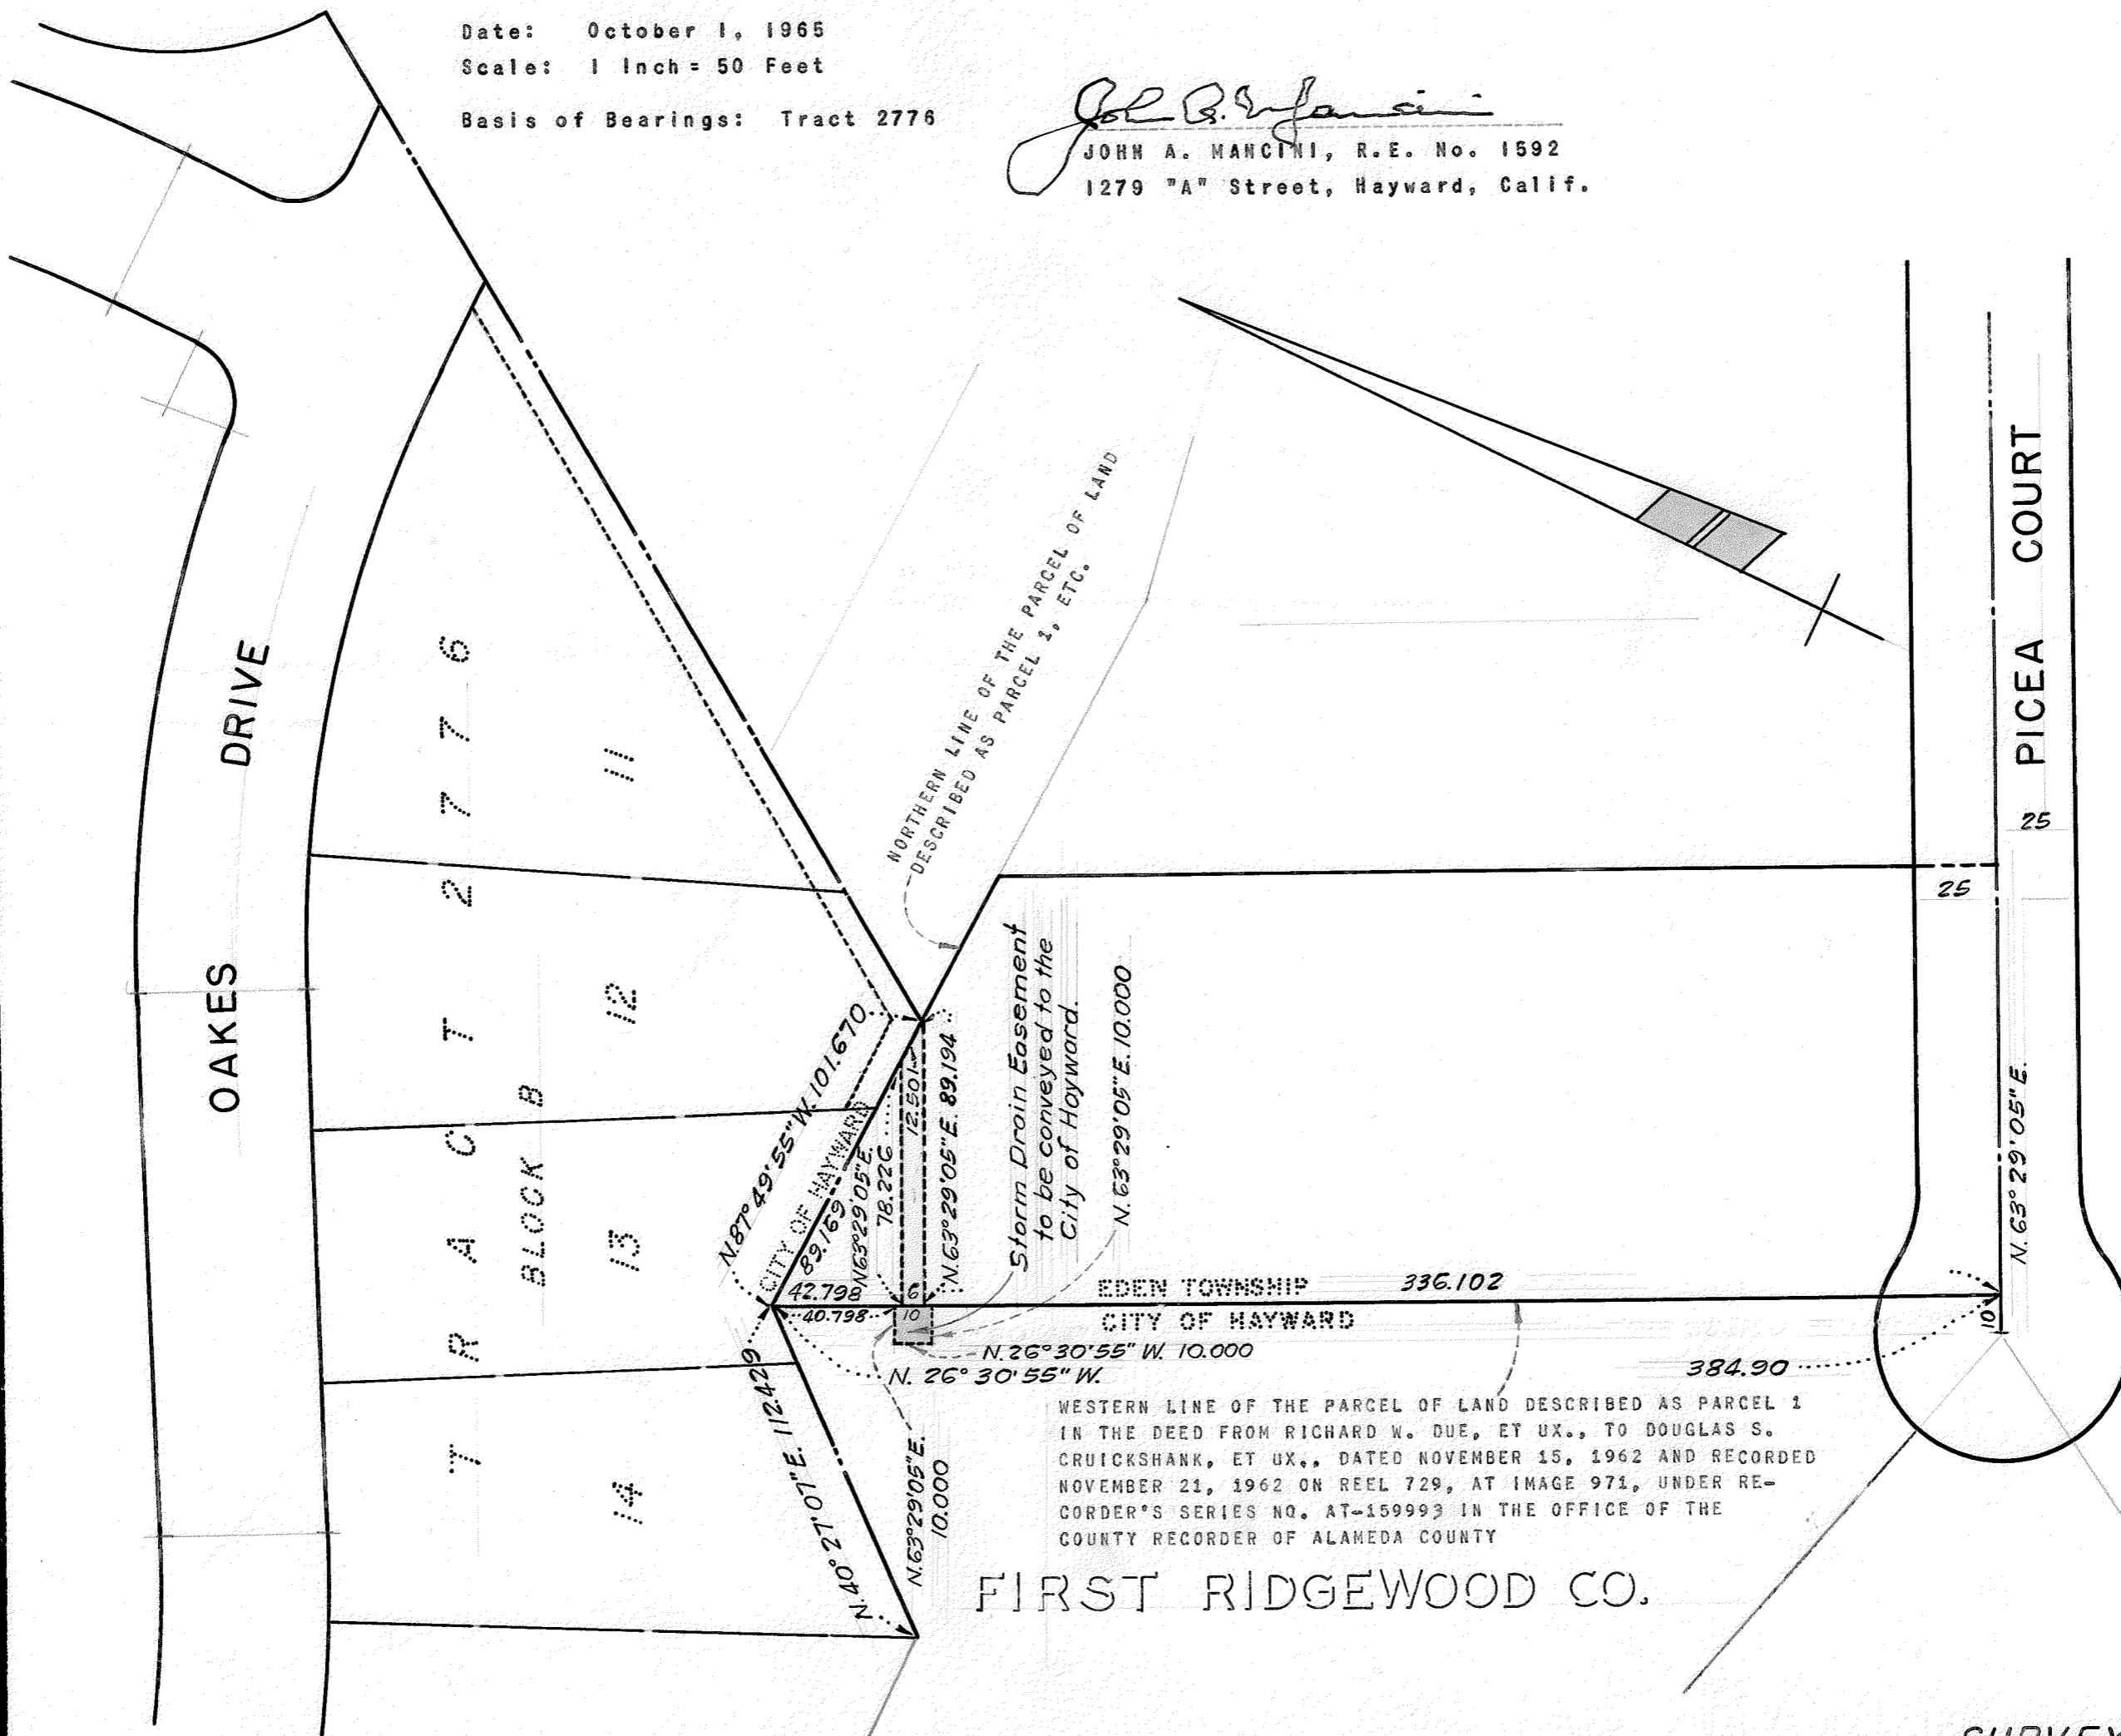 Date: October 1, 1965
Scale: 1 Inch = 50 Feet
Basis of Bearings: Tract 2776
JOHN A. MANCINI, R.E. No. 1592
1279 "A" Street, Hayward, Calif.
OAKES DRIVE
TRACT 2776
BLOCK B
11
12
13
14
NORTHERN LINE OF THE PARCEL OF LAND
DESCRIBED AS PARCEL 1, ETC.
PICEA COURT
25
25
N. 63° 29' 05" E.
10
N.87°49'55"W. 101.670
CITY OF HAYWARD
89.169
N63°29'05"E.
78.226
12.501
N.63°29'05"E. 89.194
Storm Drain Easement
to be conveyed to the
City of Hayward.
N.63°29'05"E. 10.000
42.798
6
40.798
10
EDEN TOWNSHIP 336.102
CITY OF HAYWARD
N.26°30'55" W. 10.000
N. 26° 30' 55" W.
384.90
N.40°27'07"E. 112.429
N.63°29'05"E.
10.000
WESTERN LINE OF THE PARCEL OF LAND DESCRIBED AS PARCEL 1
IN THE DEED FROM RICHARD W. DUE, ET UX., TO DOUGLAS S.
CRUICKSHANK, ET UX., DATED NOVEMBER 15, 1962 AND RECORDED
NOVEMBER 21, 1962 ON REEL 729, AT IMAGE 971, UNDER RE-
CORDER'S SERIES NO. AT-159993 IN THE OFFICE OF THE
COUNTY RECORDER OF ALAMEDA COUNTY
FIRST RIDGEWOOD CO.